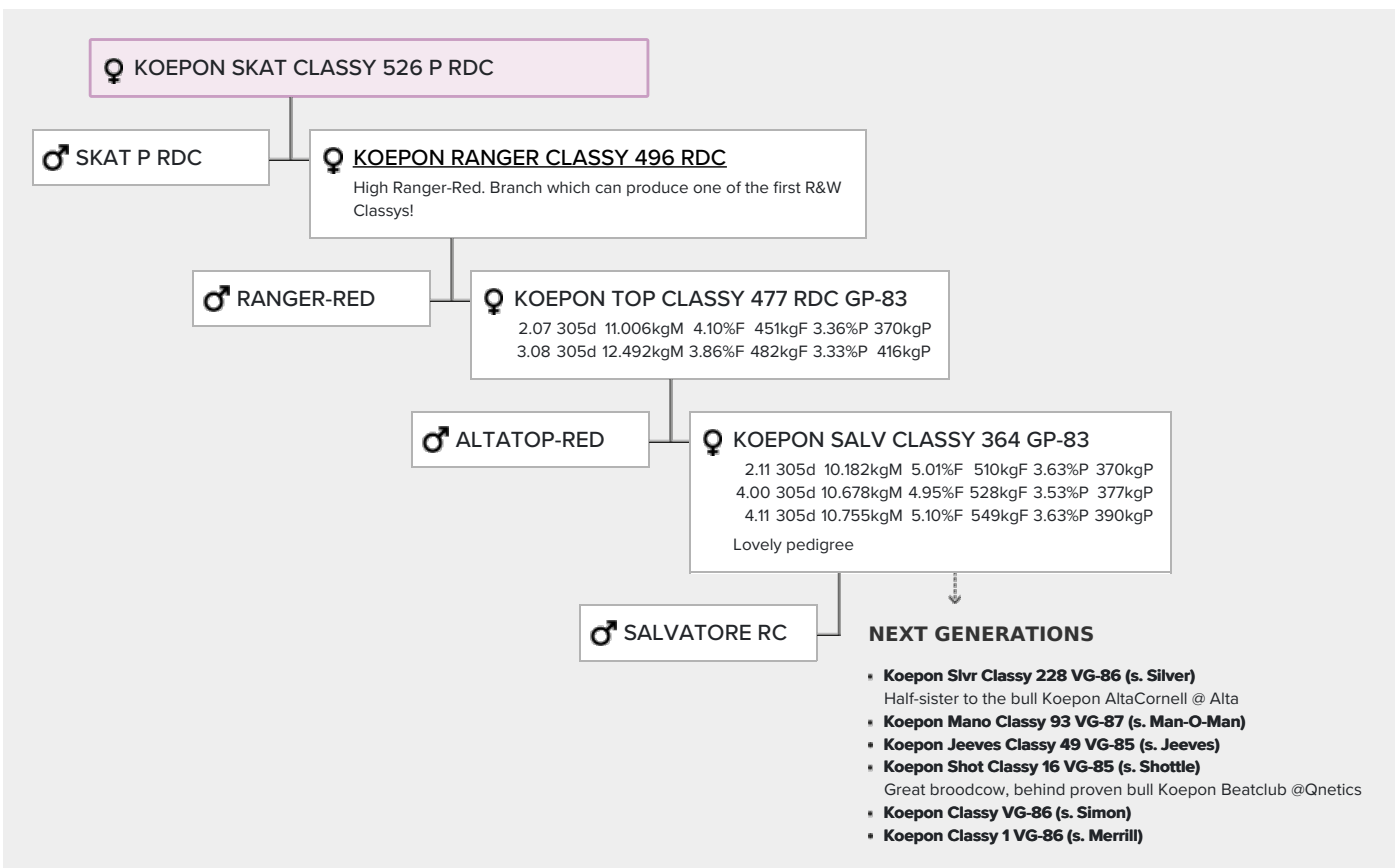 KOEPON SKAT CLASSY 526 P RDC
SKAT P RDC
KOEPON RANGER CLASSY 496 RDC
High Ranger-Red. Branch which can produce one of the first R&W
Classys!
RANGER-RED
KOEPON TOP CLASSY 477 RDC GP-83
2.07 305d 11.006kgM 4.10%F 451kgF 3.36%P 370kgP
3.08 305d 12.492kgM 3.86%F 482kgF 3.33%P 416kgP
ALTATOP-RED
KOEPON SALV CLASSY 364 GP-83
2.11 305d 10.182kgM 5.01%F 510kgF 3.63%P 370kgP
4.00 305d 10.678kgM 4.95%F 528kgF 3.53%P 377kgP
4.11 305d 10.755kgM 5.10%F 549kgF 3.63%P 390kgP
Lovely pedigree
SALVATORE RC
NEXT GENERATIONS
Koepon Slvr Classy 228 VG-86 (s. Silver)
Half-sister to the bull Koepon AltaCornell @ Alta
Koepon Mano Classy 93 VG-87 (s. Man-O-Man)
Koepon Jeeves Classy 49 VG-85 (s. Jeeves)
Koepon Shot Classy 16 VG-85 (s. Shottle)
Great broodcow, behind proven bull Koepon Beatclub @Qnetics
Koepon Classy VG-86 (s. Simon)
Koepon Classy 1 VG-86 (s. Merrill)